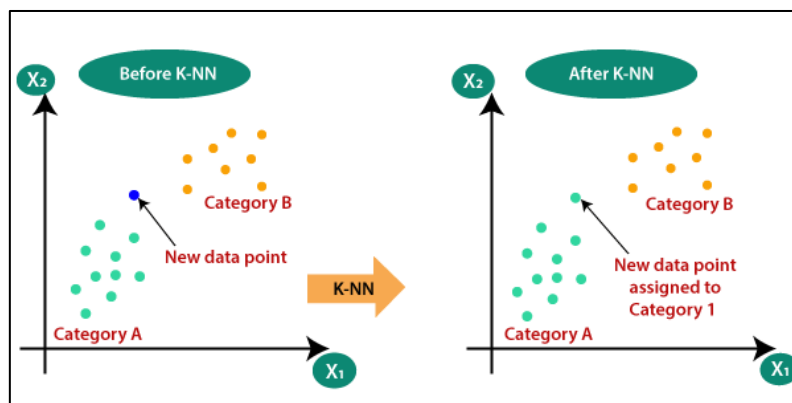 Before K-NN
X₂
Category B
New data point
Category A
X₁
K-NN
After K-NN
X₂
Category B
New data point
assigned to
Category 1
Category A
X₁